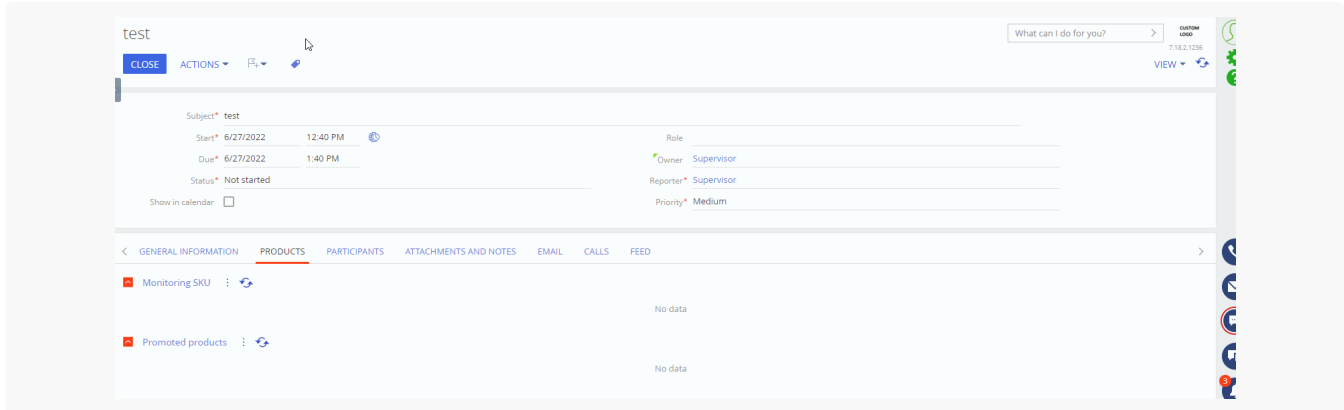 test
What can I do for you?
CUSTOM
LOGO
7.18.2.1236
CLOSE ACTIONS VIEW
Subject* test
Start* 6/27/2022 12:40 PM
Role
Due* 6/27/2022 1:40 PM
Owner Supervisor
Status* Not started
Reporter* Supervisor
Show in calendar
Priority* Medium
GENERAL INFORMATION PRODUCTS PARTICIPANTS ATTACHMENTS AND NOTES EMAIL CALLS FEED
Monitoring SKU
No data
Promoted products
No data
3